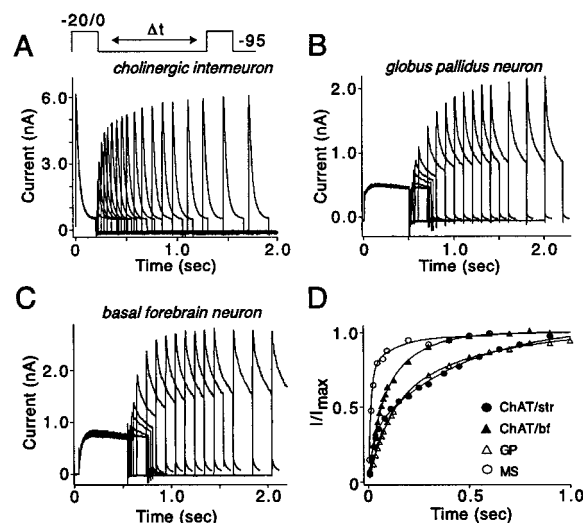 -20/0
Δt
-95
A
cholinergic interneuron
6.0
3.0
0
Current (nA)
0
1.0
2.0
Time (sec)
B
globus pallidus neuron
2.0
1.0
0.0
Current (nA)
0
1.0
2.0
Time (sec)
C
basal forebrain neuron
2.0
1.0
0
Current (nA)
0
1.0
2.0
Time (sec)
D
1.0
0.5
0
I/Imax
ChAT/str
ChAT/bf
GP
MS
0
0.5
1.0
Time (sec)